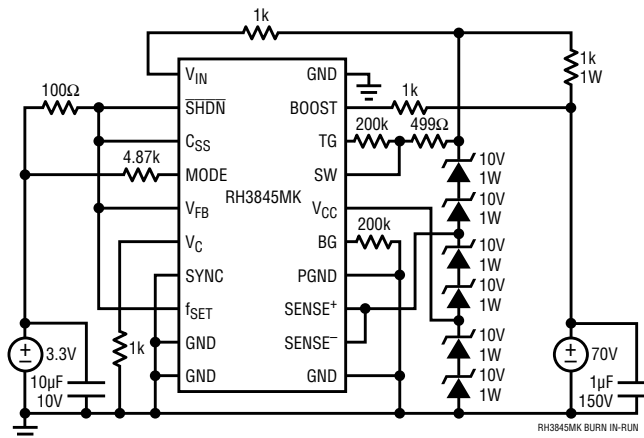 1k
1k
1W
V_IN
GND
100Ω
SHDN
BOOST
1k
C_SS
TG
200k
499Ω
4.87k
MODE
SW
10V
1W
RH3845MK
V_FB
V_CC
10V
1W
V_C
BG
200k
10V
1W
SYNC
PGND
10V
1W
f_SET
SENSE+
3.3V
1k
GND
SENSE–
10V
1W
70V
10µF
10V
GND
GND
10V
1W
1µF
150V
RH3845MK BURN IN-RUN